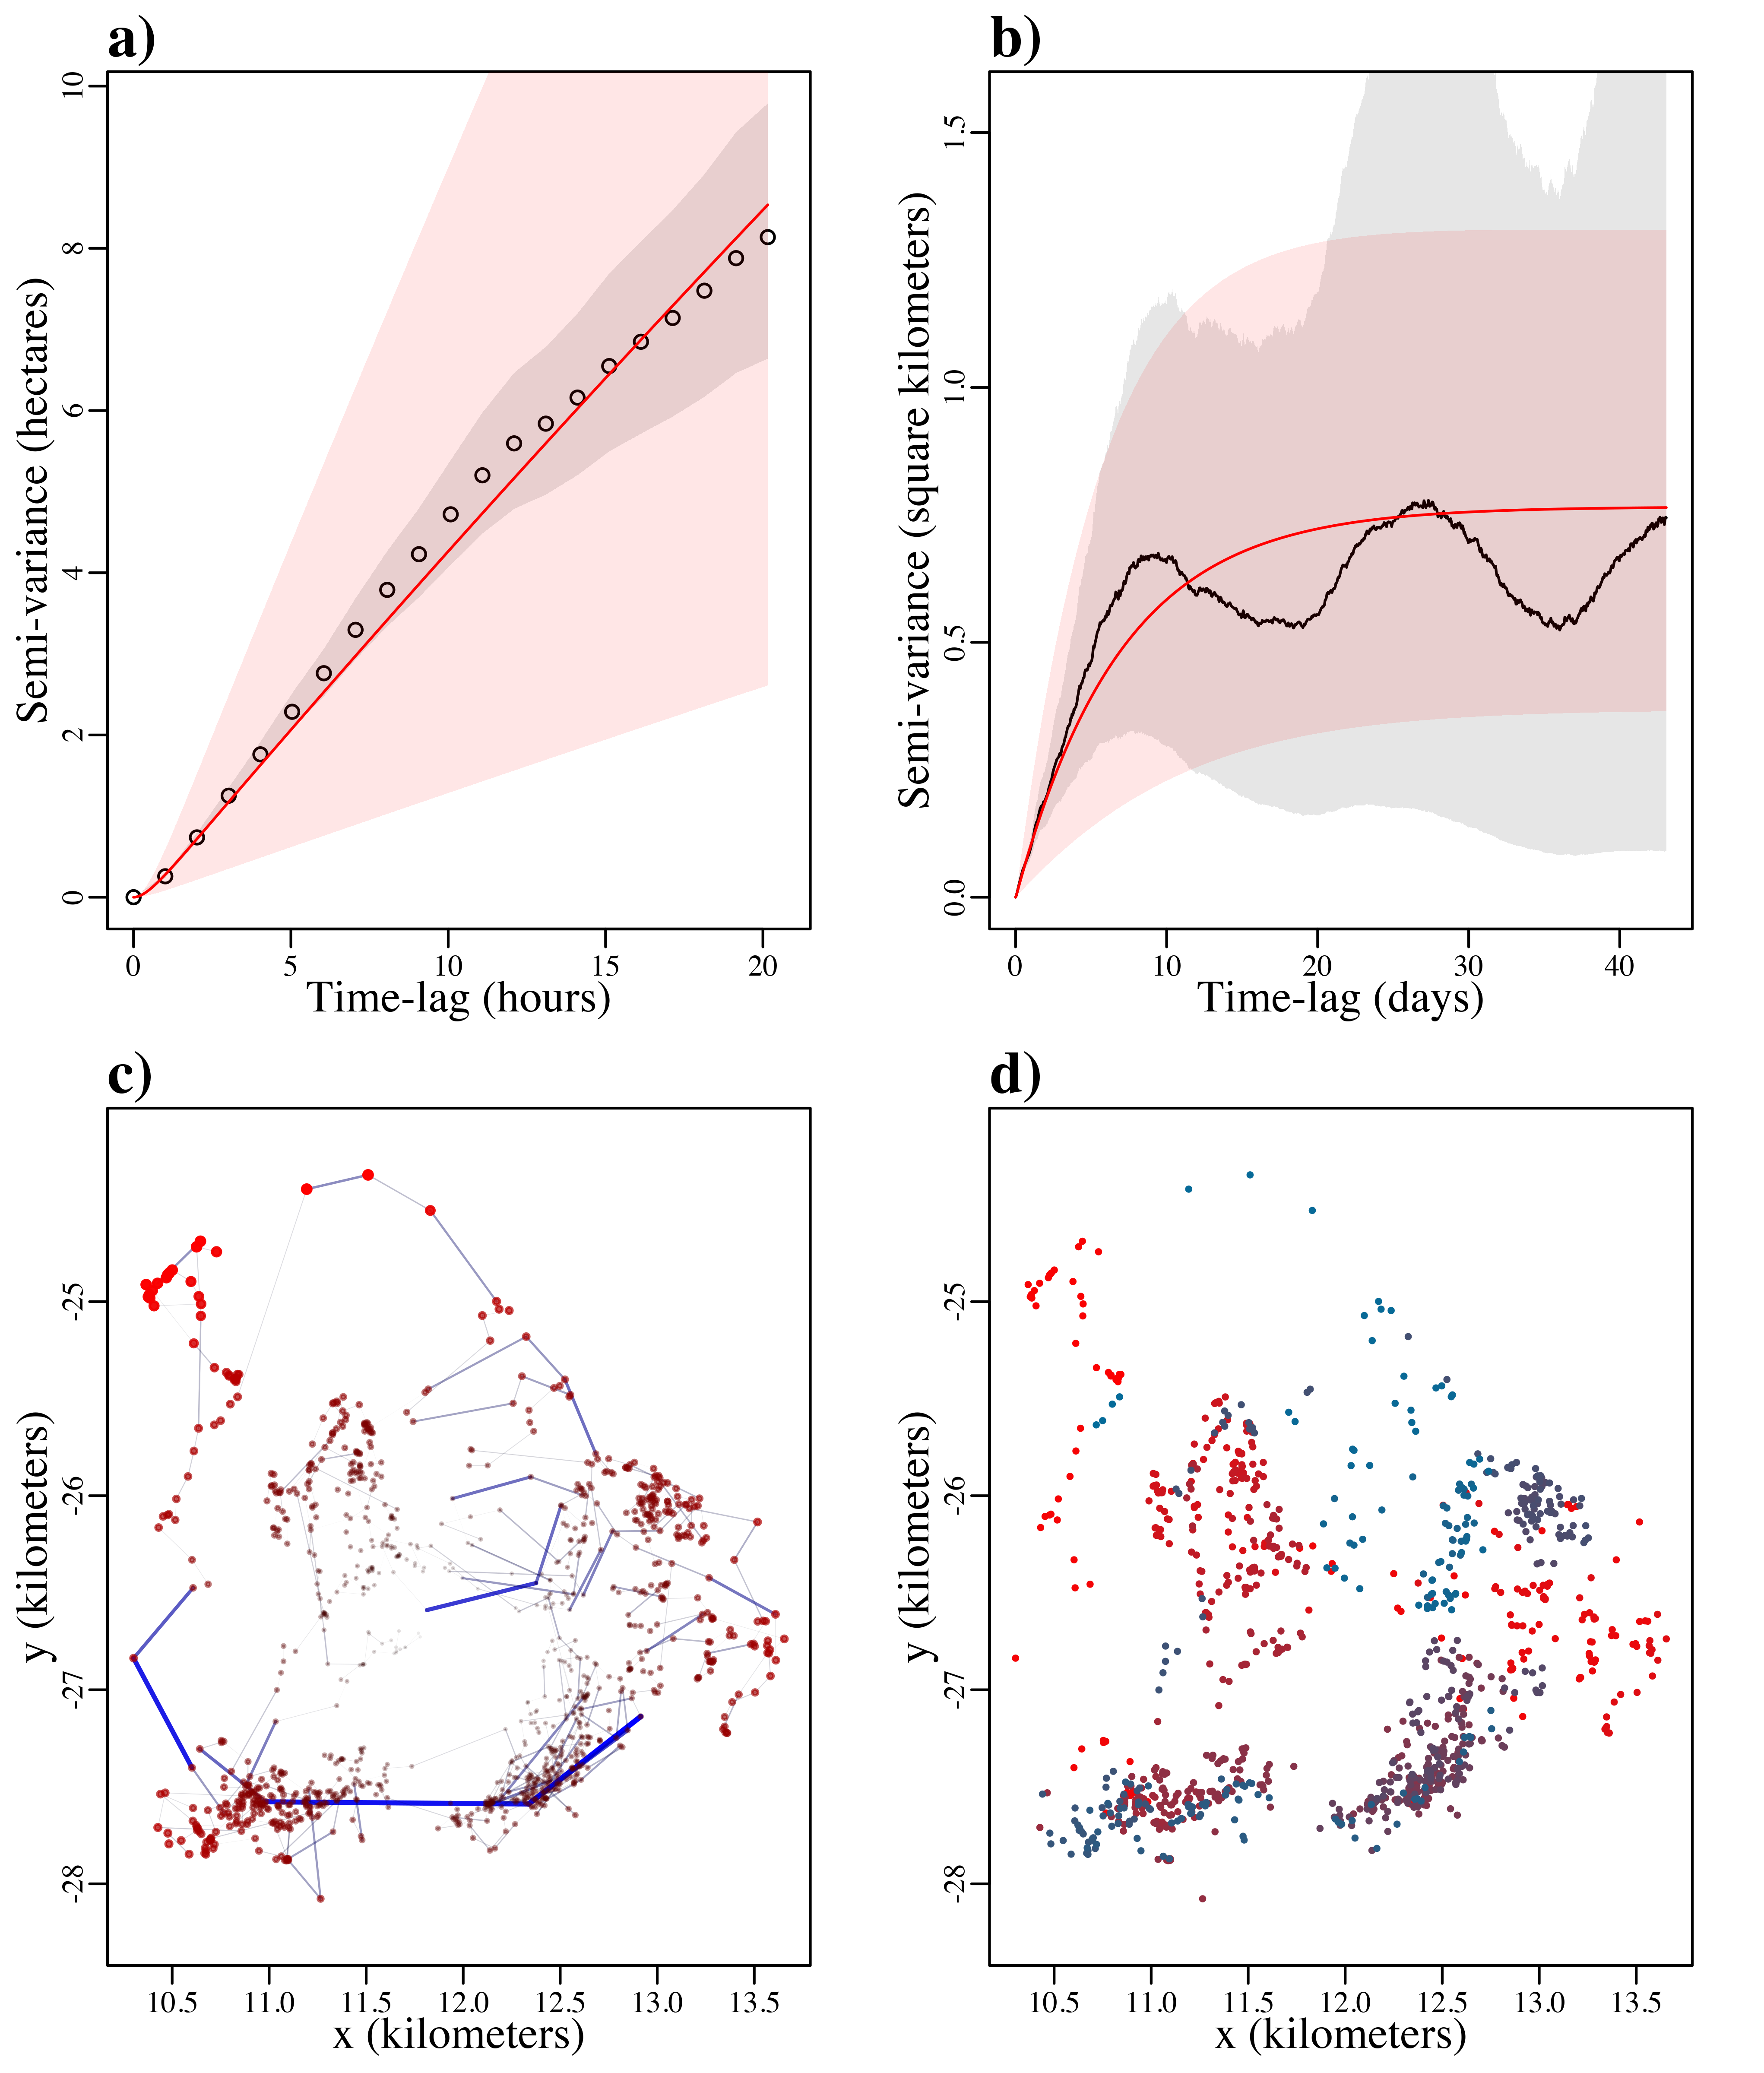 a)
10
8
6
4
2
0
Semi-variance (hectares)
0 5 10 15 20
Time-lag (hours)
b)
1.5
1.0
0.5
0.0
Semi-variance (square kilometers)
0 10 20 30 40
Time-lag (days)
c)
-25
-26
-27
-28
y (kilometers)
10.5 11.0 11.5 12.0 12.5 13.0 13.5
x (kilometers)
d)
-25
-26
-27
-28
y (kilometers)
10.5 11.0 11.5 12.0 12.5 13.0 13.5
x (kilometers)